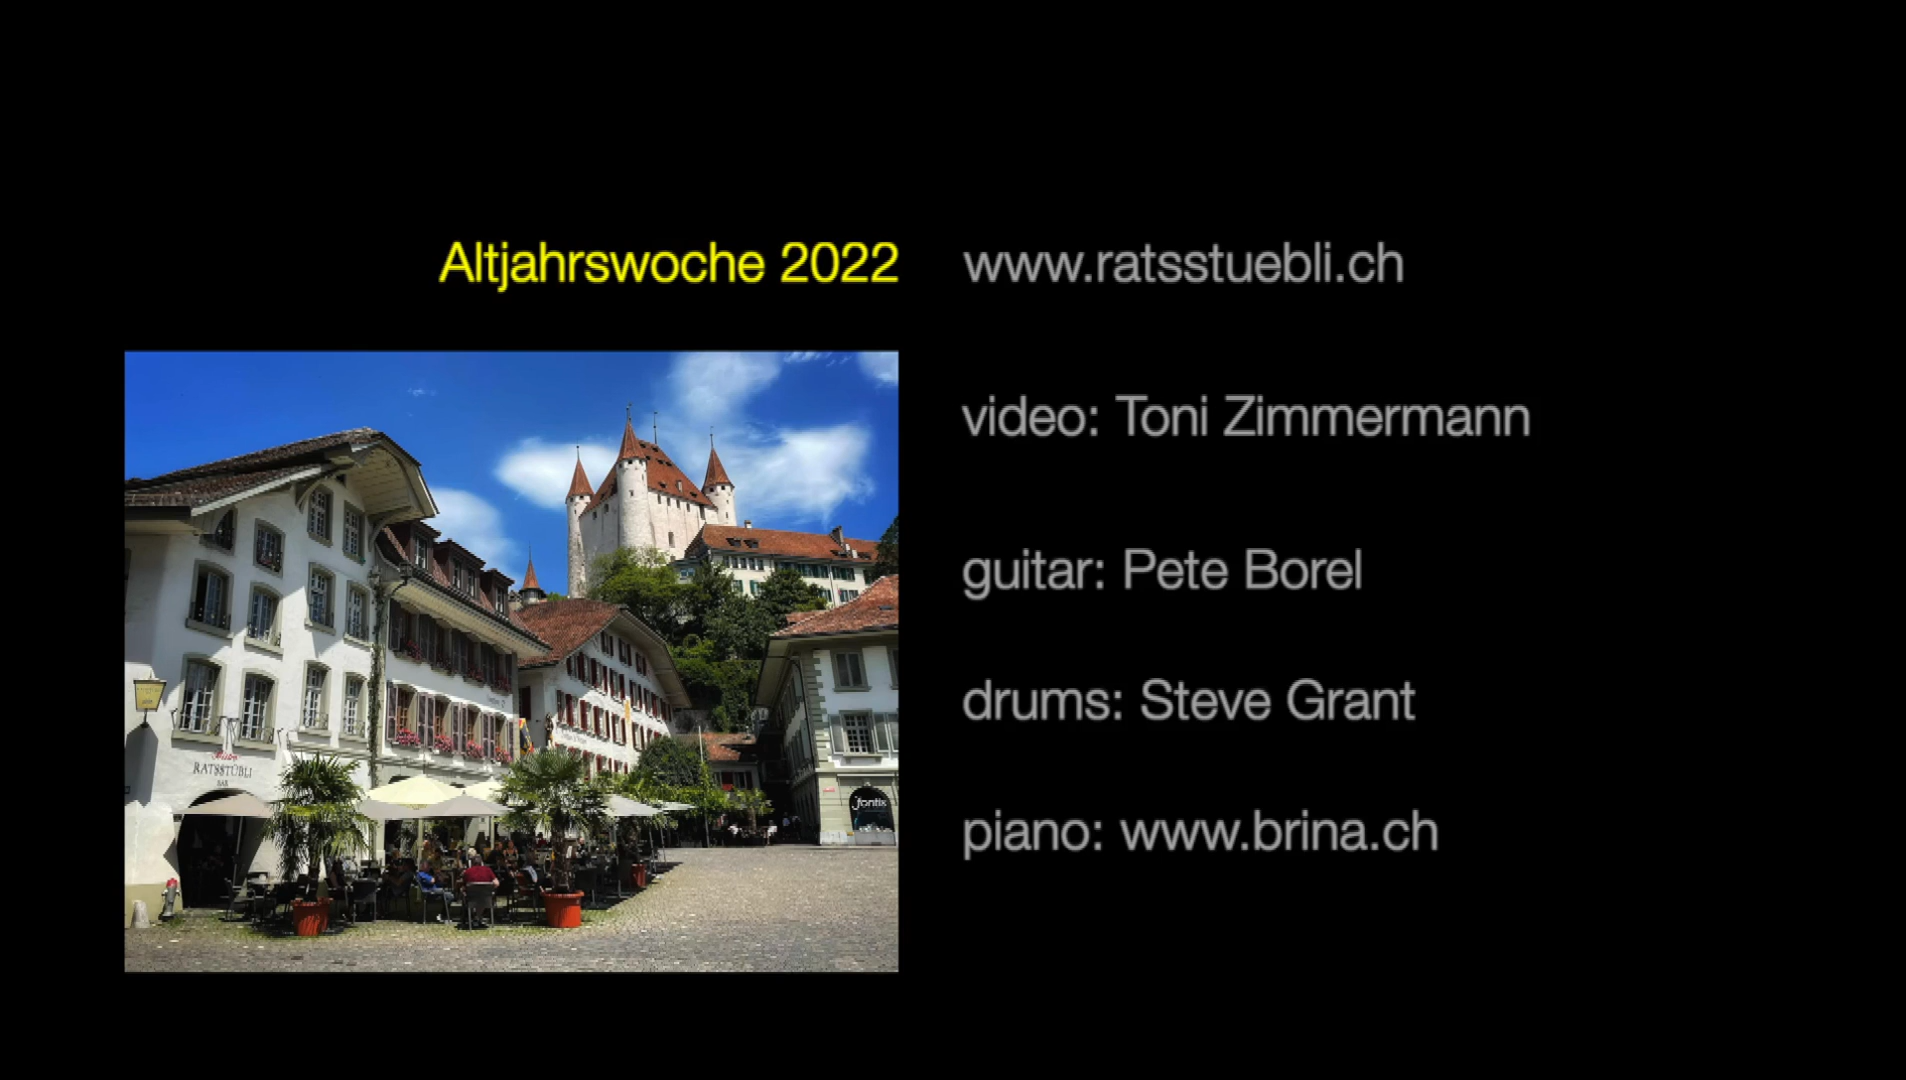 Altjahrswoche 2022
www.ratsstuebli.ch
video: Toni Zimmermann
guitar: Pete Borel
drums: Steve Grant
piano: www.brina.ch
RATSSTÜBLI
BAR
fontis